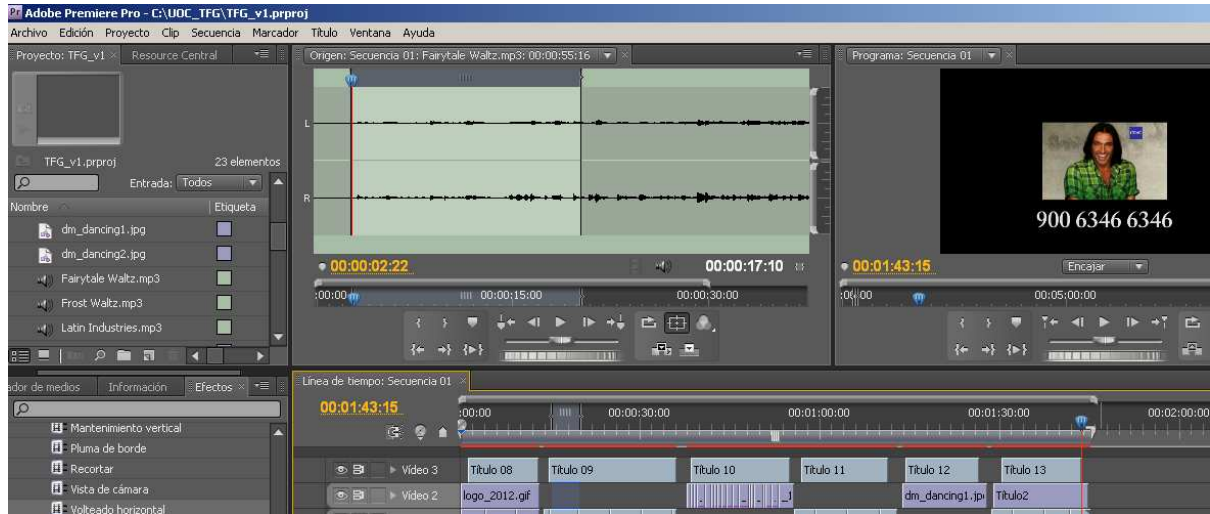 Adobe Premiere Pro - C:\UOC_TFG\TFG_v1.prproj
Archivo Edición Proyecto Clip Secuencia Marcador Título Ventana Ayuda
Proyecto: TFG_v1 Resource Central
Origen: Secuencia 01: Fairytale Waltz.mp3: 00:00:55:16
Programa: Secuencia 01
L
R
TFG_v1.prproj 23 elementos
Entrada: Todos
Nombre Etiqueta
dm_dancing1.jpg
dm_dancing2.jpg
Fairytale Waltz.mp3
Frost Waltz.mp3
Latin Industries.mp3
00:00:02:22 00:00:17:10
:00:00 00:00:15:00 00:00:30:00
900 6346 6346
00:01:43:15 Encajar
00:05:00:00
ador de medios Información Efectos
Mantenimiento vertical
Pluma de borde
Recortar
Vista de cámara
Volteado horizontal
Línea de tiempo: Secuencia 01
00:01:43:15 :00:00 00:00:30:00 00:01:00:00 00:01:30:00 00:02:00:00
Vídeo 3 Título 08 Título 09 Título 10 Título 11 Título 12 Título 13
Vídeo 2 logo_2012.gif _1 dm_dancing1.jp Título2